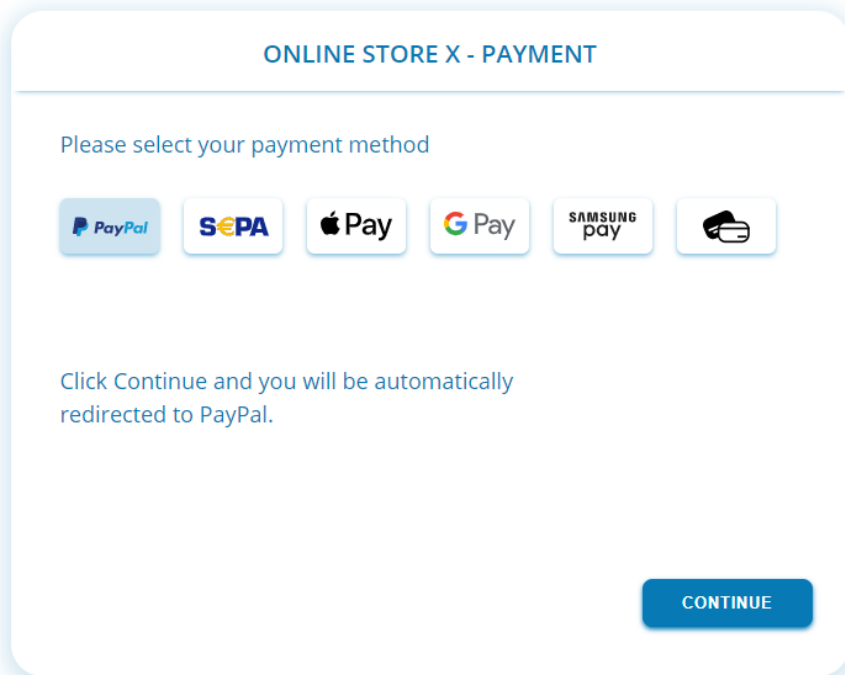 ONLINE STORE X - PAYMENT
Please select your payment method
PayPal
S€PA
Pay
G Pay
SAMSUNG
pay
Click Continue and you will be automatically
redirected to PayPal.
CONTINUE